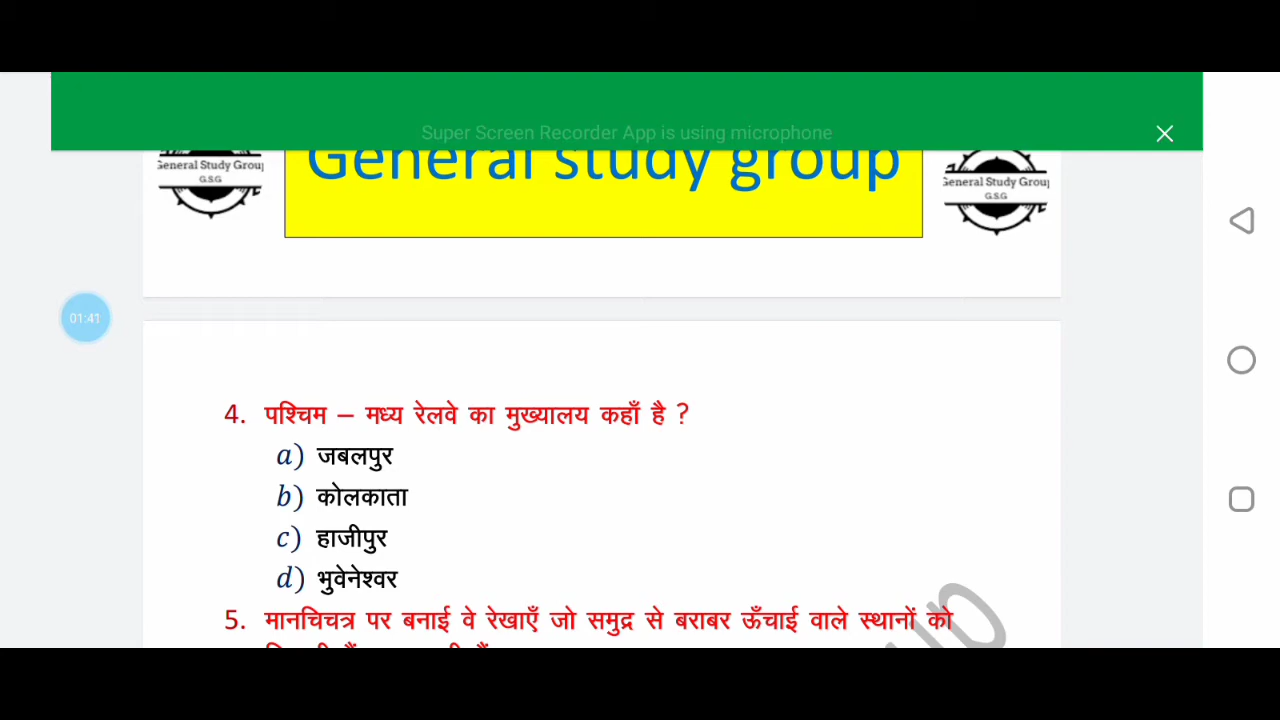 Super Screen Recorder App is using microphone
General study group
General Study Group
G.S.G
General Study Group
G.S.G
01:41
4. पश्चिम – मध्य रेलवे का मुख्यालय कहाँ है ?
a) जबलपुर
b) कोलकाता
c) हाजीपुर
d) भुवेनेश्वर
5. मानचिचत्र पर बनाई वे रेखाएँ जो समुद्र से बराबर ऊँचाई वाले स्थानों को